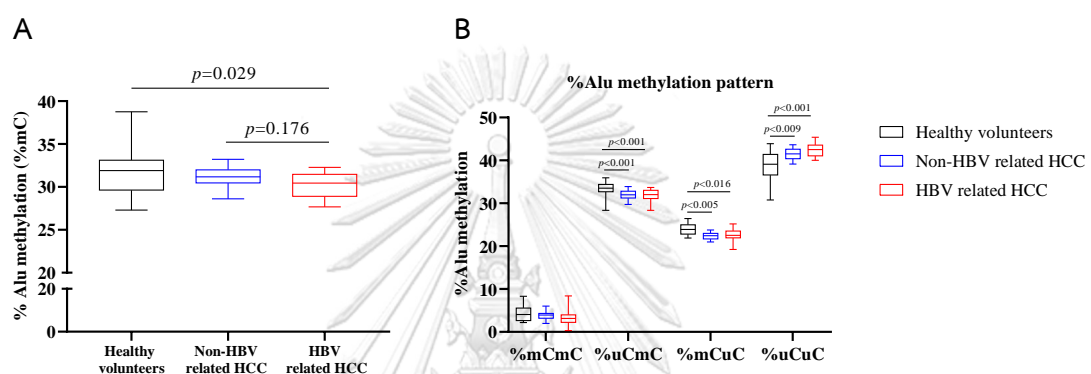 A
p=0.029
p=0.176
% Alu methylation (%mC)
40
35
30
25
20
20
0
Healthy volunteers
Non-HBV related HCC
HBV related HCC
B
%Alu methylation pattern
%Alu methylation
50
40
30
20
10
0
p<0.001
p<0.001
p<0.016
p<0.005
p<0.001
p<0.009
%mCmC
%uCmC
%mCuC
%uCuC
Healthy volunteers
Non-HBV related HCC
HBV related HCC